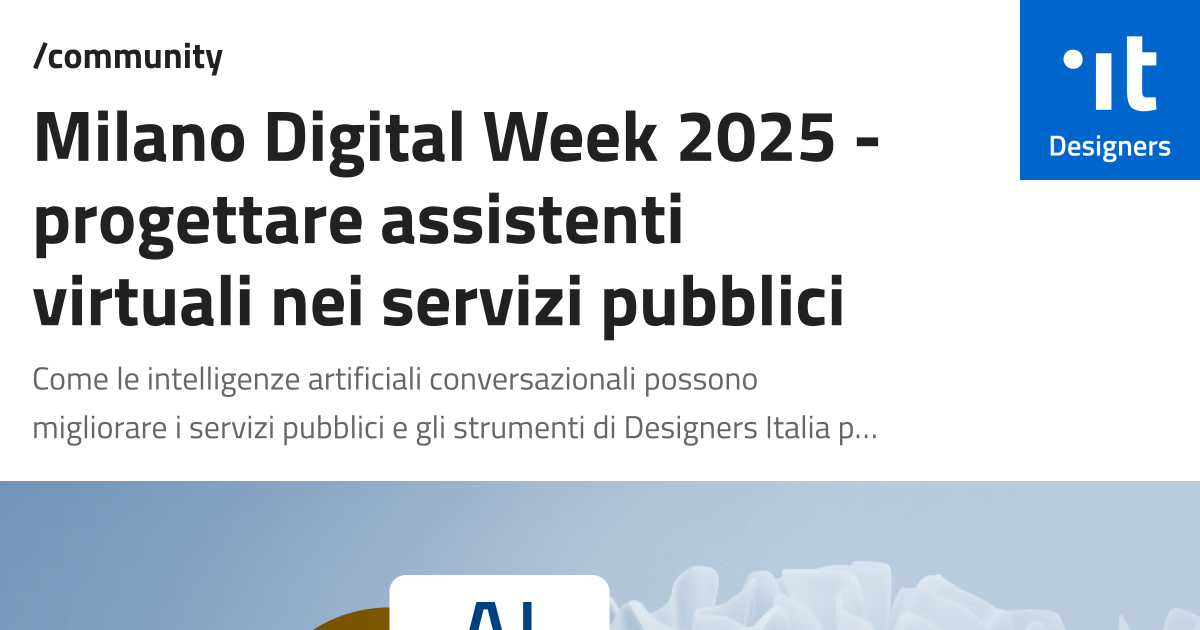 /community
.it
Designers
Milano Digital Week 2025 -
progettare assistenti
virtuali nei servizi pubblici
Come le intelligenze artificiali conversazionali possono
migliorare i servizi pubblici e gli strumenti di Designers Italia p...
AI